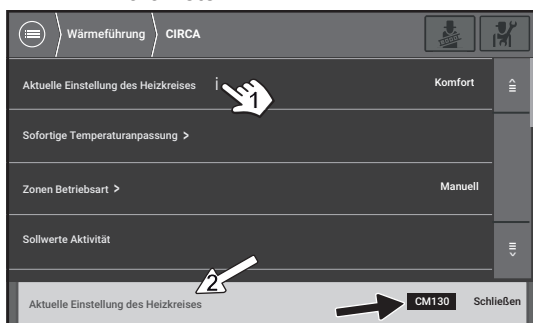 Wärmeführung CIRCA
Aktuelle Einstellung des Heizkreises i Komfort
1
Sofortige Temperaturanpassung >
Zonen Betriebsart > Manuell
Sollwerte Aktivität
2
Aktuelle Einstellung des Heizkreises CM130 Schließen